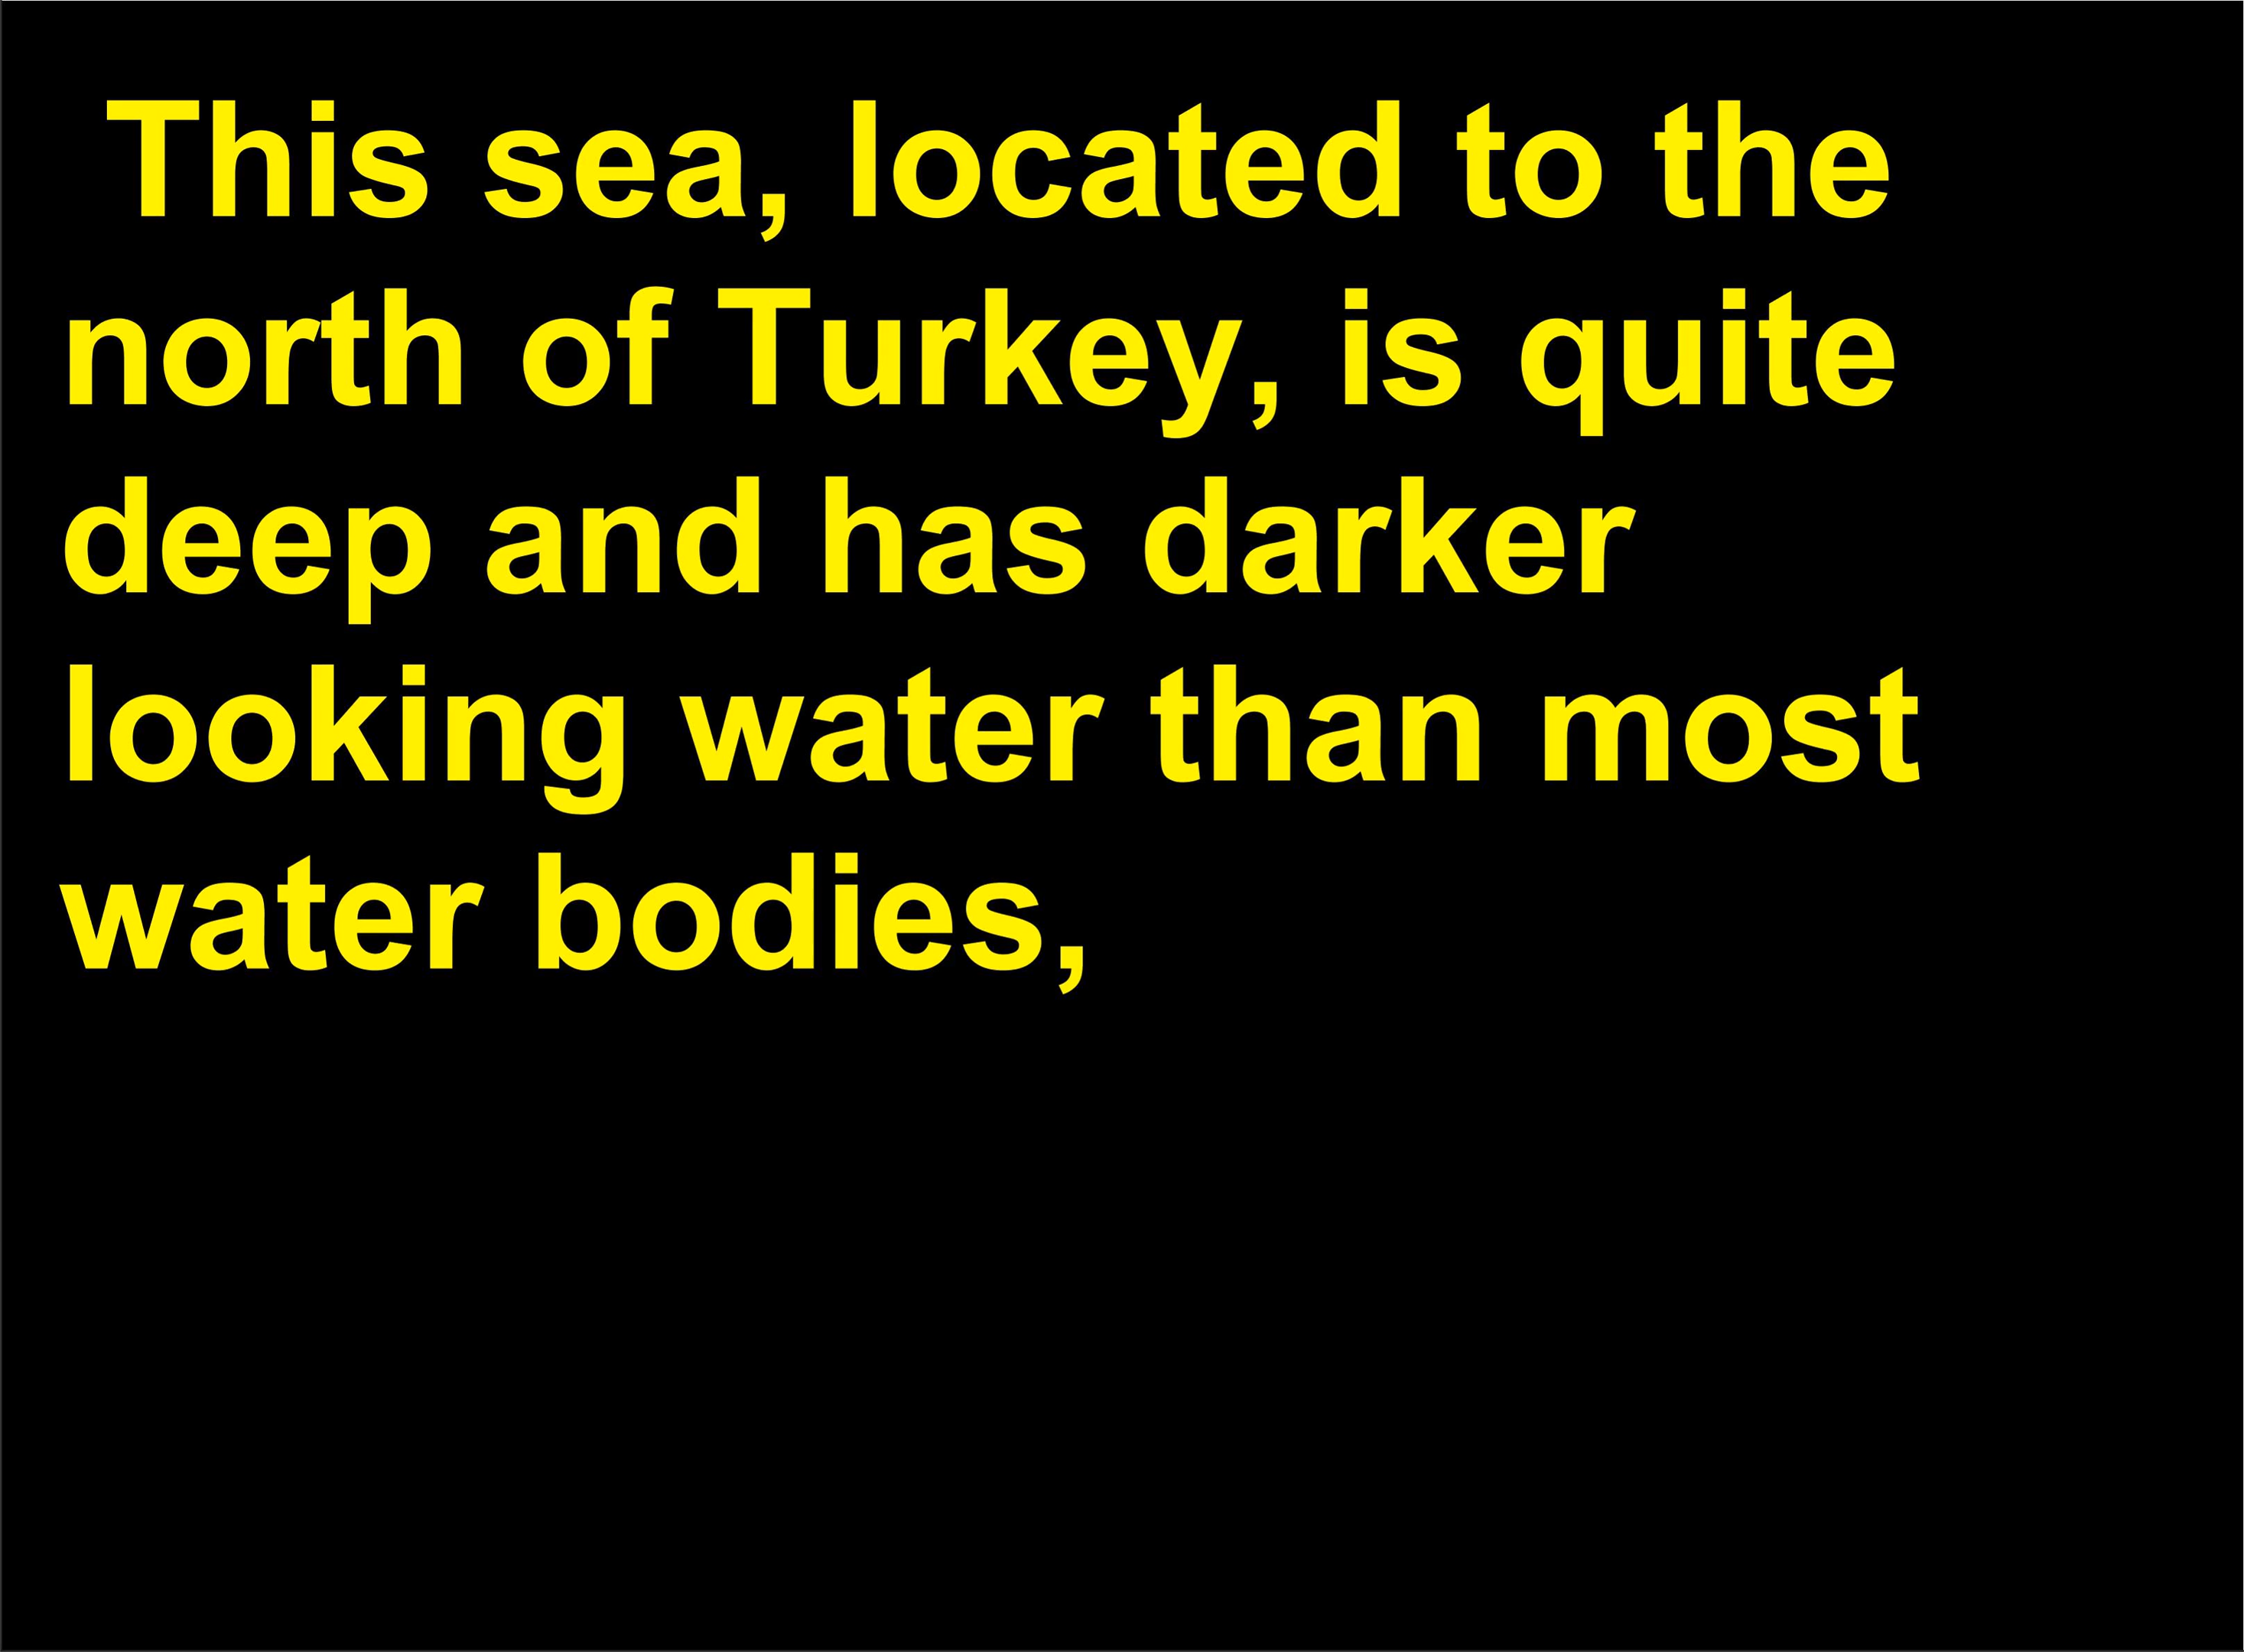 This sea, located to the
north of Turkey, is quite
deep and has darker
looking water than most
water bodies,